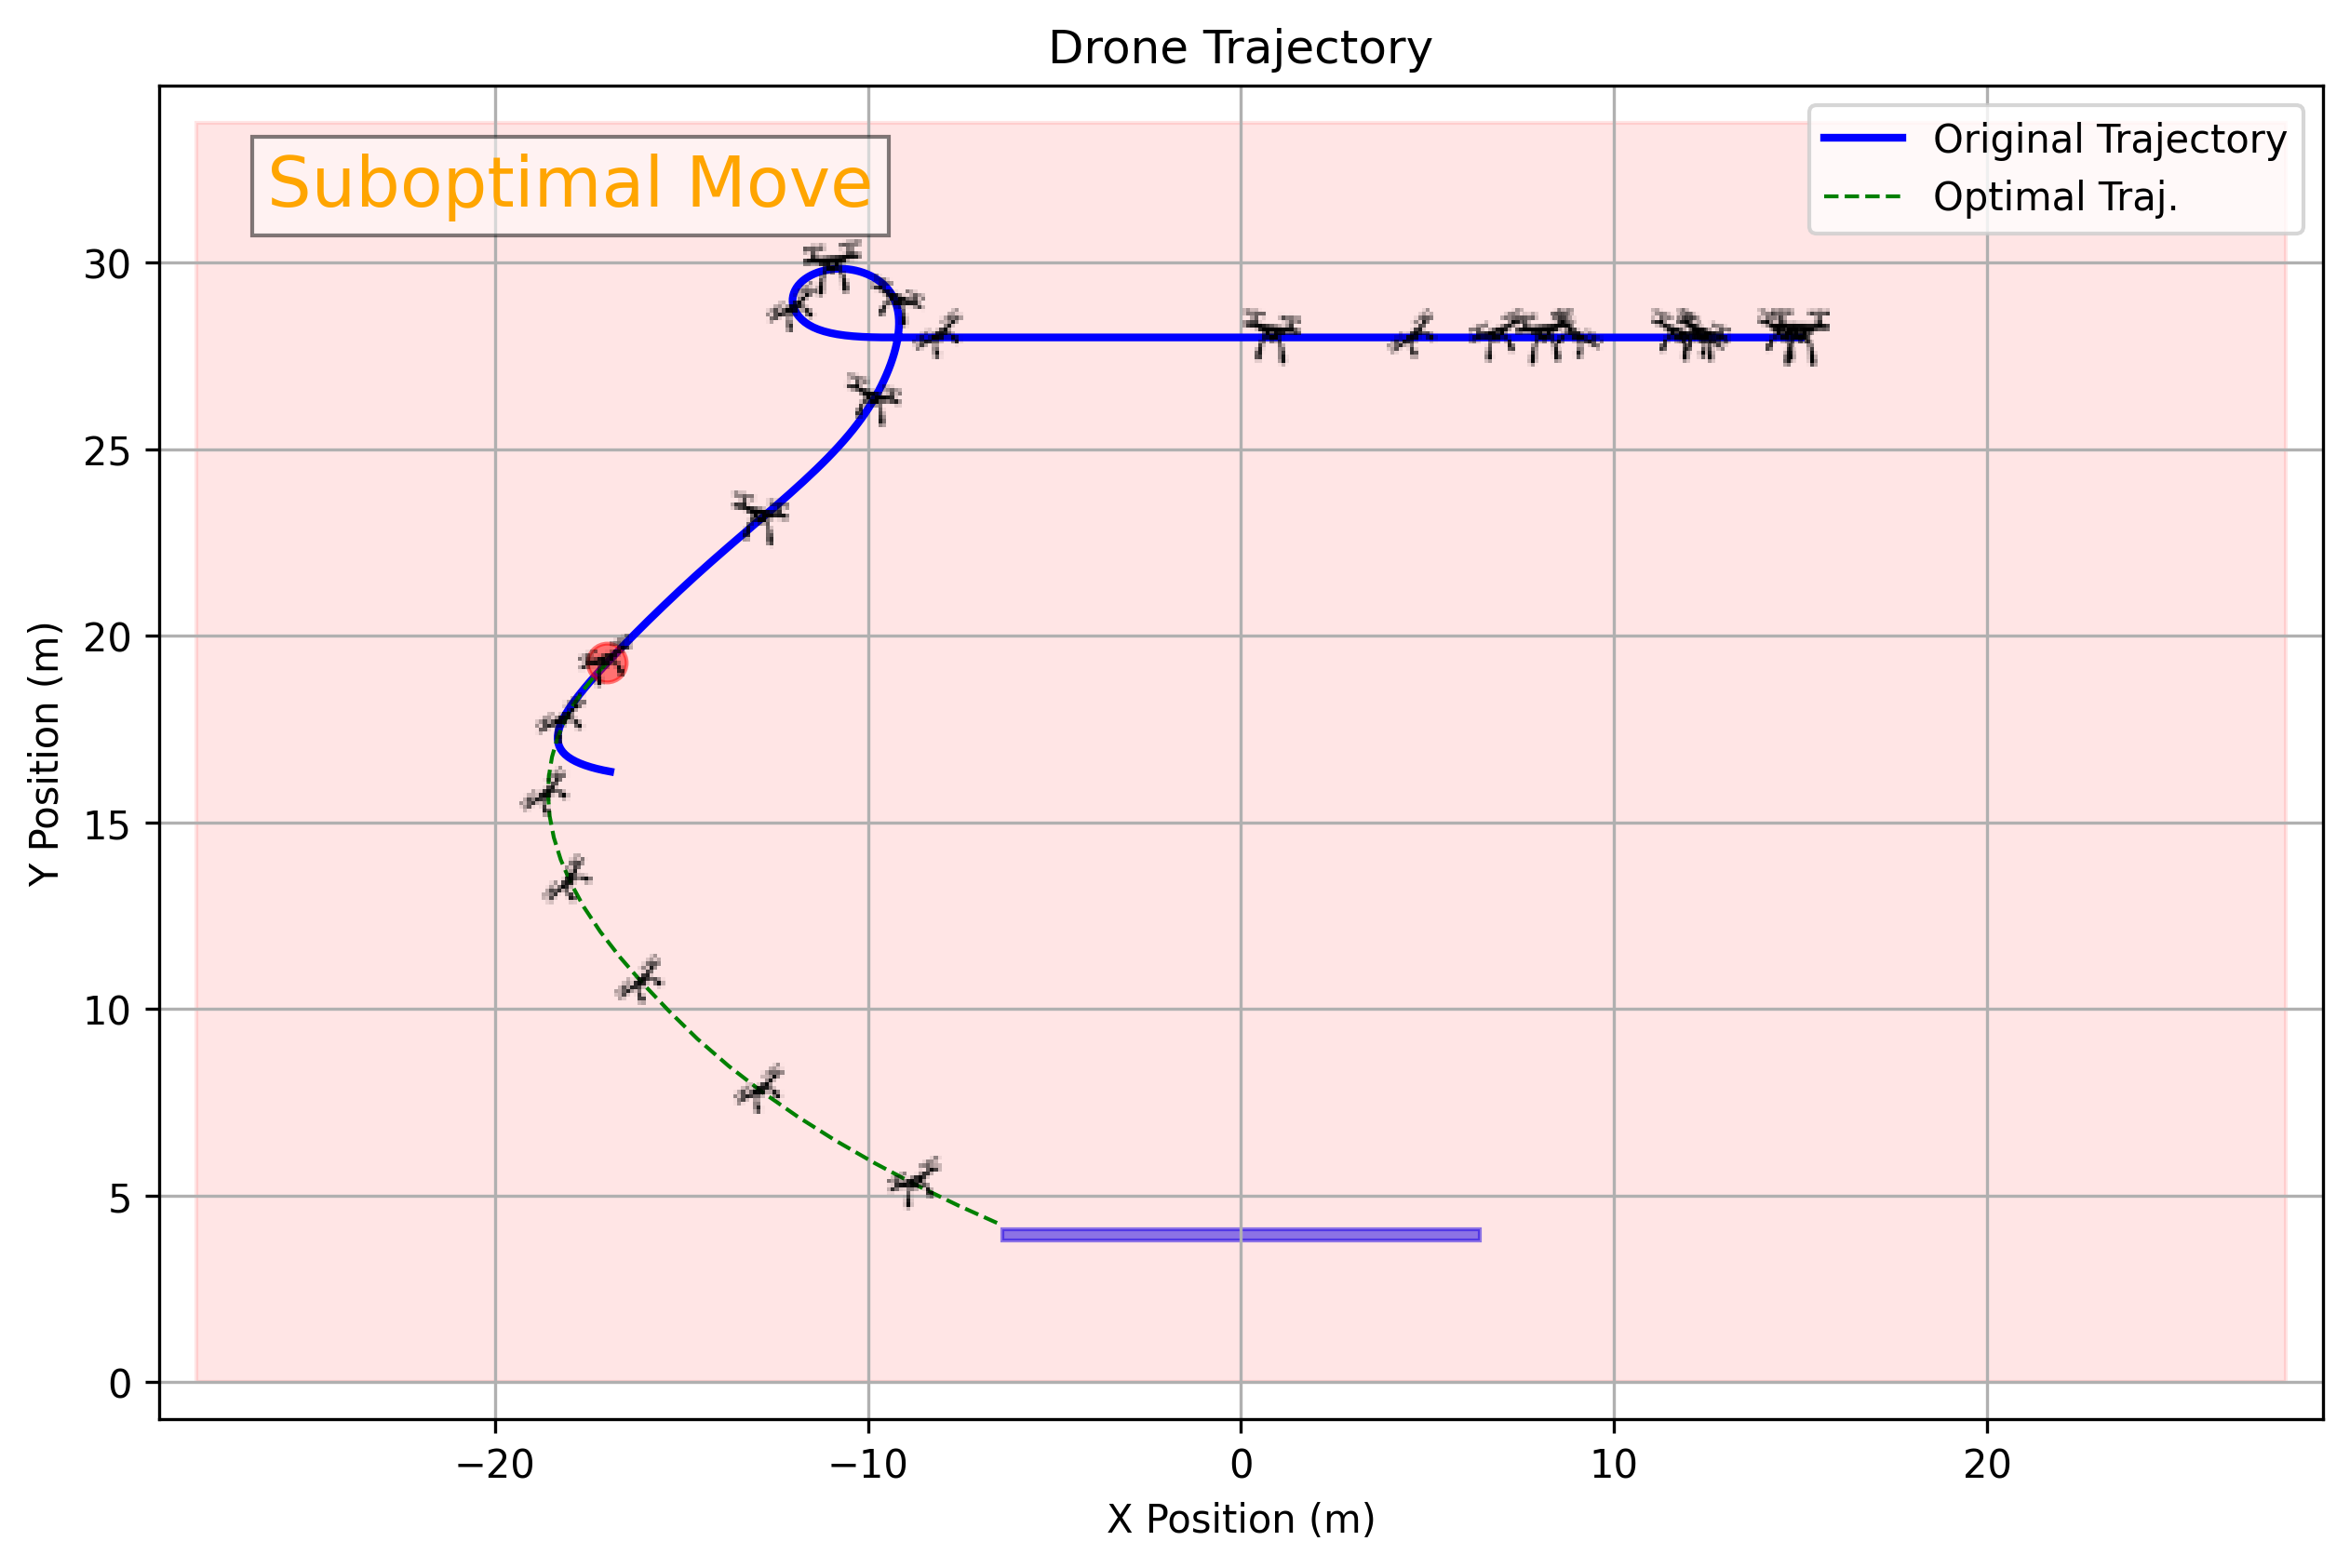 Drone Trajectory
Suboptimal Move
Original Trajectory
Optimal Traj.
30
25
20
15
10
5
0
Y Position (m)
−20
−10
0
10
20
X Position (m)